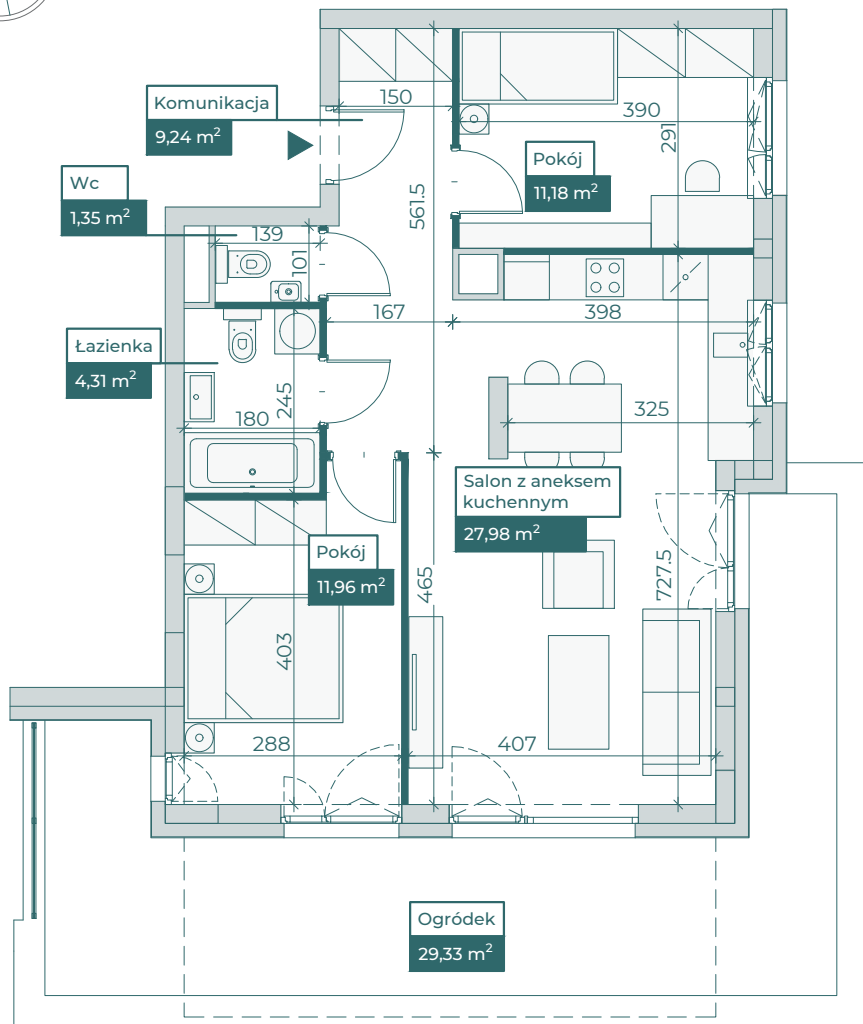 Komunikacja
9,24 m²
150
390
291
Pokój
11,18 m²
Wc
1,35 m²
561.5
139
101
167
398
Łazienka
4,31 m²
245
180
325
Salon z aneksem
kuchennym
27,98 m²
Pokój
11,96 m²
465
727.5
403
288
407
Ogródek
29,33 m²